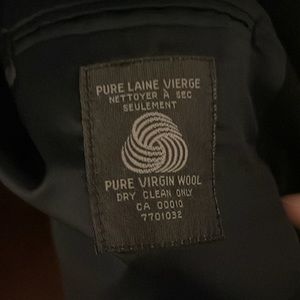 PURE LAINE VIERGE
NETTOYER À SEC
SEULEMENT
PURE VIRGIN WOOL
DRY CLEAN ONLY
CA 00010
7701032